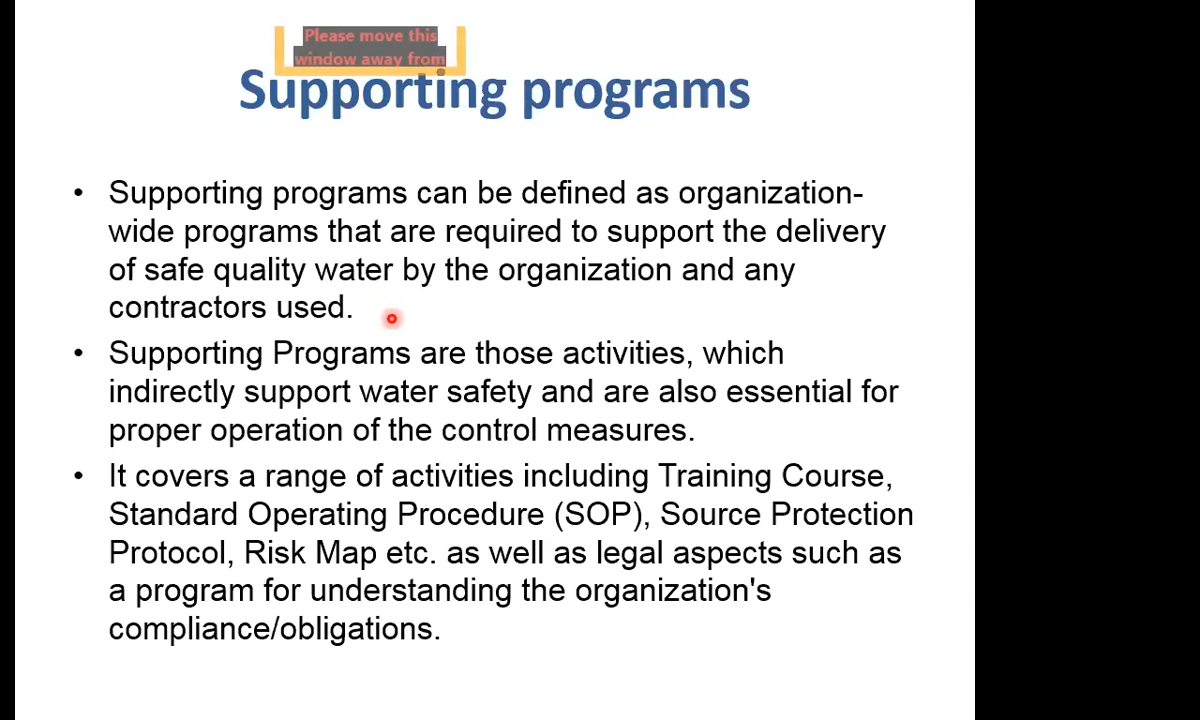 Please move this
window away from
Supporting programs
• Supporting programs can be defined as organization-
wide programs that are required to support the delivery
of safe quality water by the organization and any
contractors used.
• Supporting Programs are those activities, which
indirectly support water safety and are also essential for
proper operation of the control measures.
• It covers a range of activities including Training Course,
Standard Operating Procedure (SOP), Source Protection
Protocol, Risk Map etc. as well as legal aspects such as
a program for understanding the organization's
compliance/obligations.